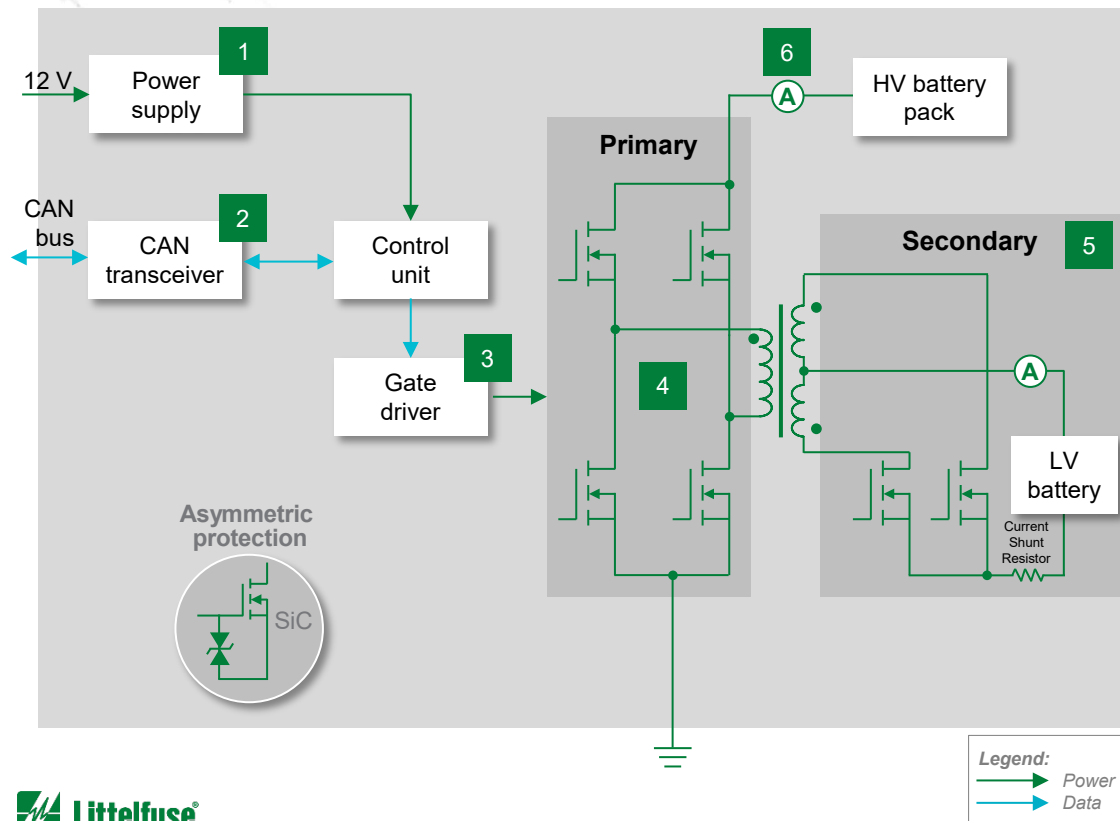 1
12 V
Power
supply
6
A
HV battery
pack
Primary
CAN
bus
2
CAN
transceiver
Control
unit
Secondary
5
3
Gate
driver
4
A
LV
battery
Current
Shunt
Resistor
Asymmetric
protection
SiC
Legend:
Power
Data
Littelfuse®